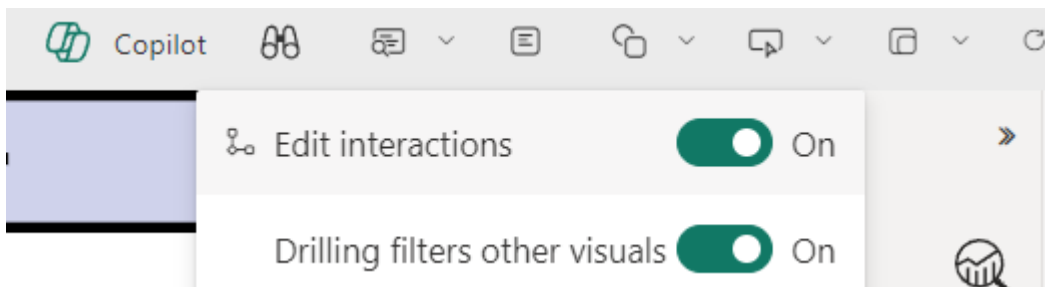 Copilot
Edit interactions On
Drilling filters other visuals On